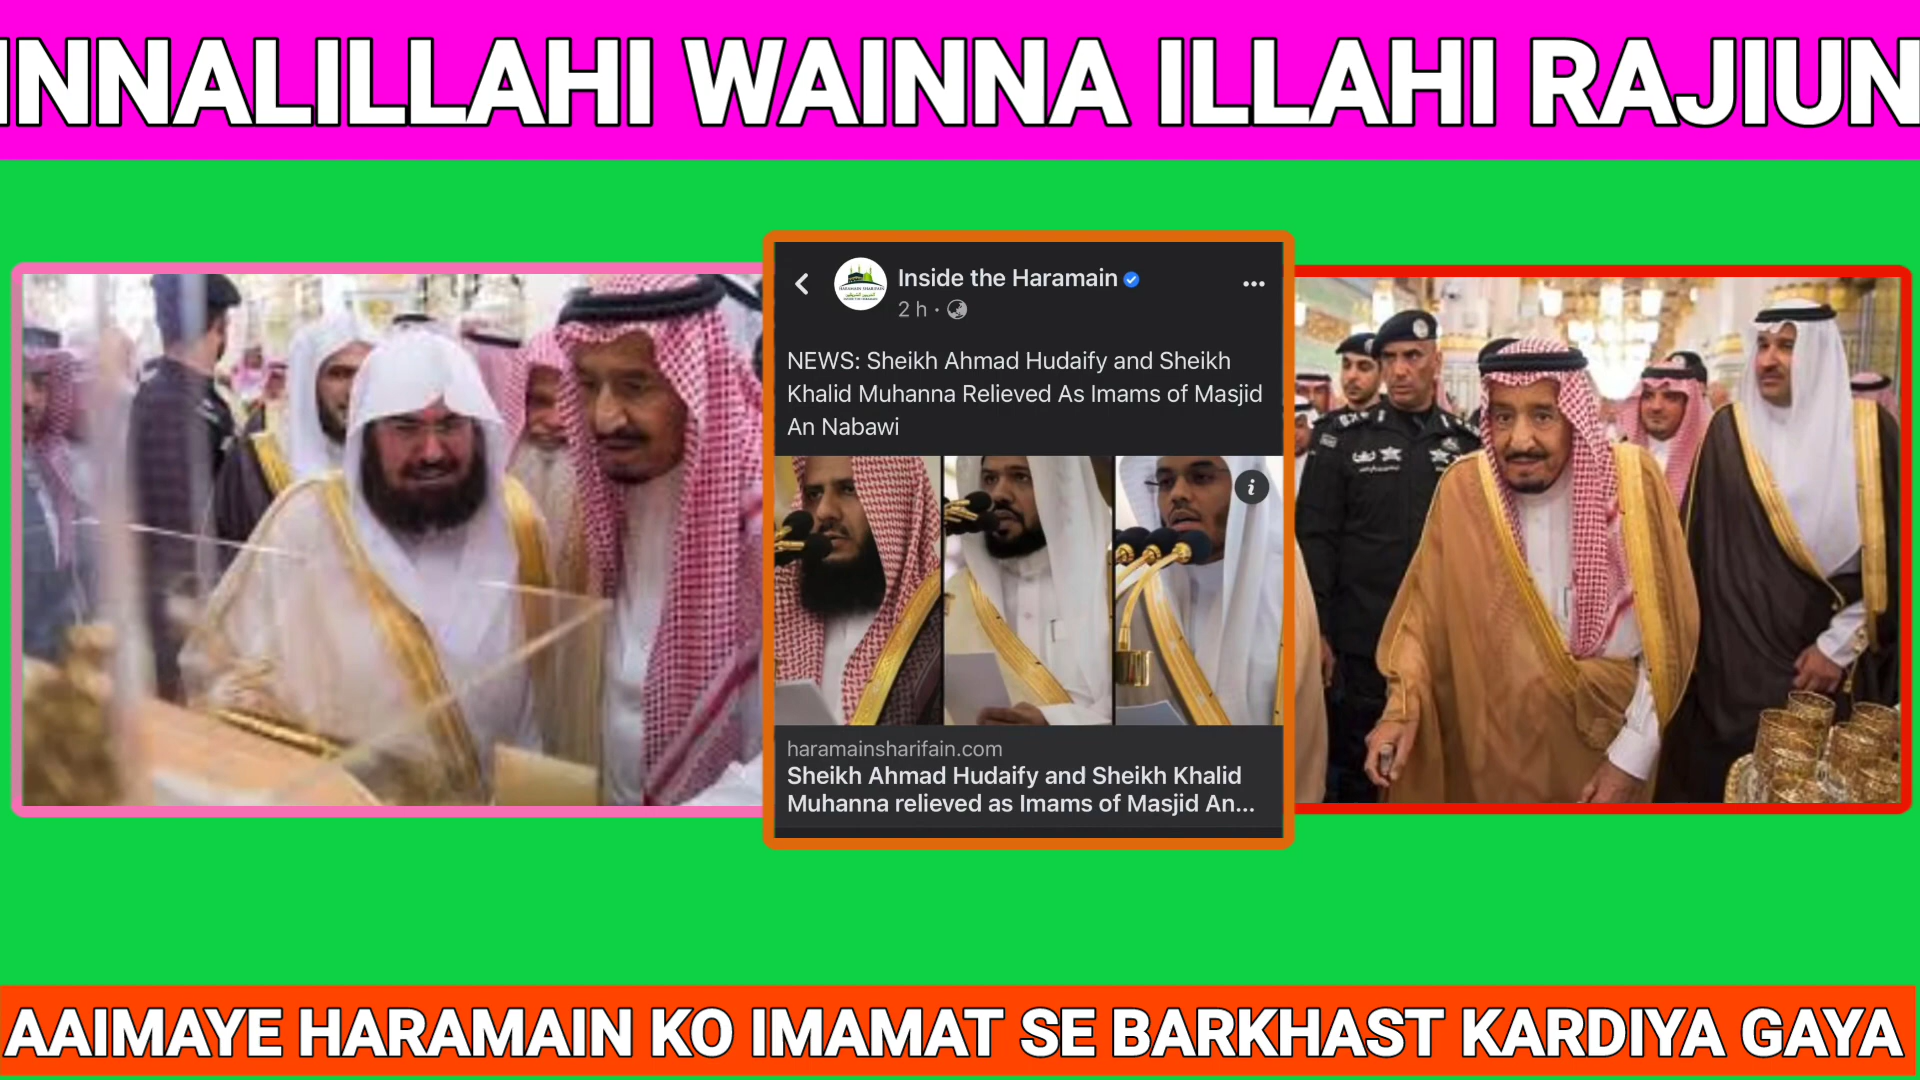 INNALILLAHI WAINNA ILLAHI RAJIUN
Inside the Haramain
2 h ·
NEWS: Sheikh Ahmad Hudaify and Sheikh
Khalid Muhanna Relieved As Imams of Masjid
An Nabawi
haramainsharifain.com
Sheikh Ahmad Hudaify and Sheikh Khalid
Muhanna relieved as Imams of Masjid An...
AAIMAYE HARAMAIN KO IMAMAT SE BARKHAST KARDIYA GAYA